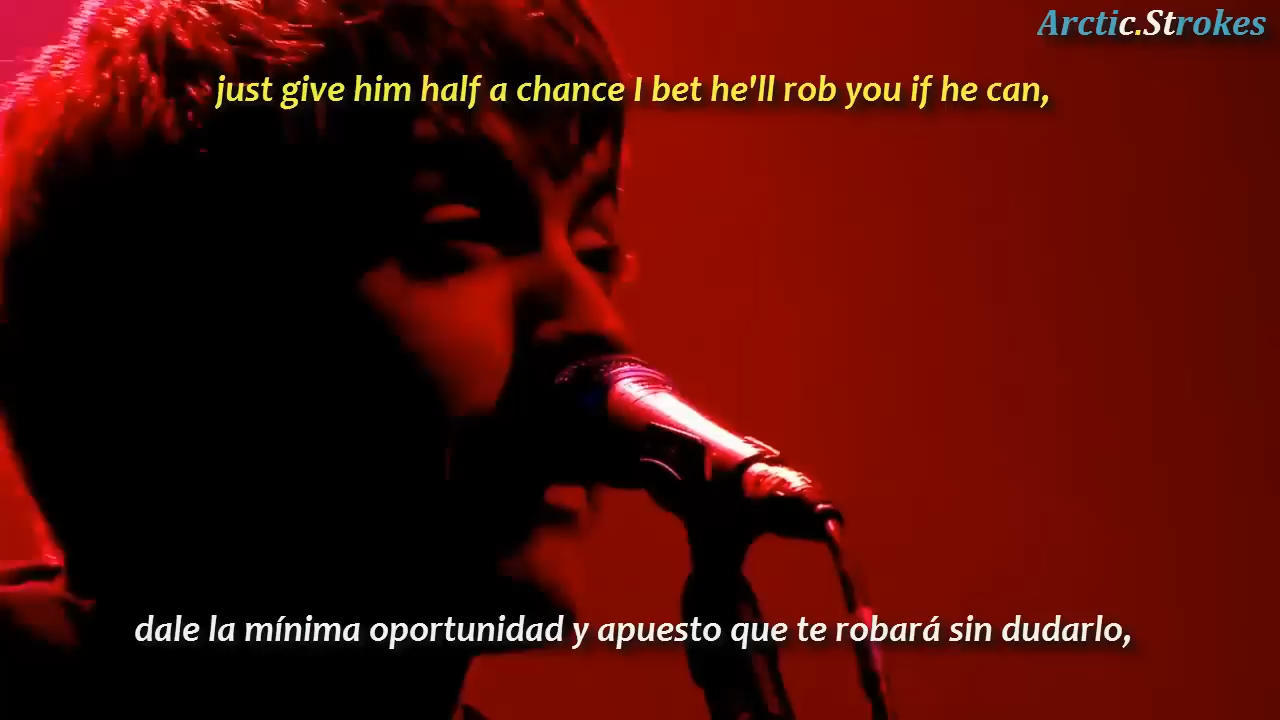 Arctic.Strokes
just give him half a chance I bet he'll rob you if he can,
dale la mínima oportunidad y apuesto que te robará sin dudarlo,